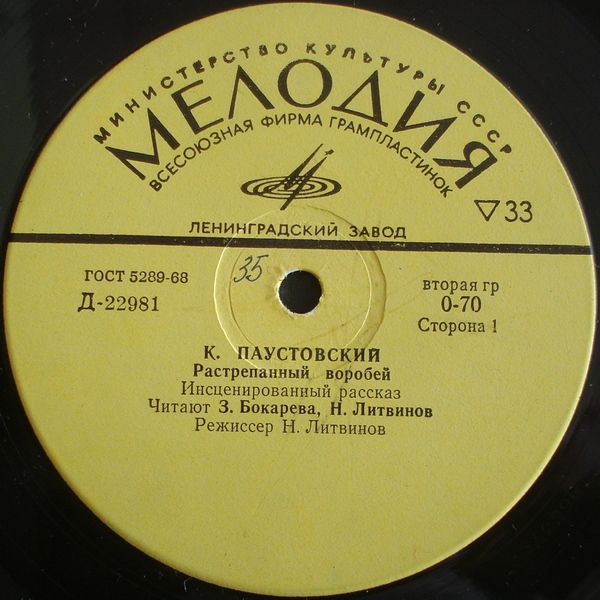 МИНИСТЕРСТВО КУЛЬТУРЫ СССР
МЕЛОДИЯ
ВСЕСОЮЗНАЯ ФИРМА ГРАМПЛАСТИНОК
▽33
ЛЕНИНГРАДСКИЙ ЗАВОД
35
ГОСТ 5289-68
Д-22981
вторая гр
0-70
Сторона 1
К. ПАУСТОВСКИЙ
Растрепанный воробей
Инсценированный рассказ
Читают З. Бокарева, Н. Литвинов
Режиссер Н. Литвинов